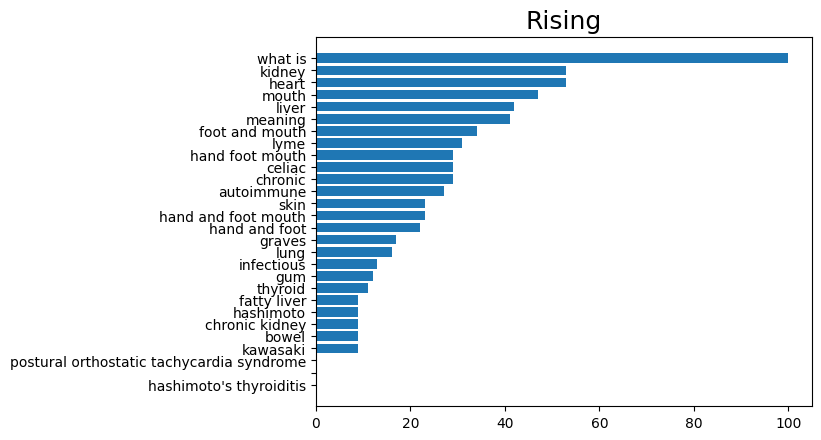 Rising
what is
kidney
heart
mouth
liver
meaning
foot and mouth
lyme
hand foot mouth
celiac
chronic
autoimmune
skin
hand and foot mouth
hand and foot
graves
lung
infectious
gum
thyroid
fatty liver
hashimoto
chronic kidney
bowel
kawasaki
postural orthostatic tachycardia syndrome
hashimoto's thyroiditis
0 20 40 60 80 100